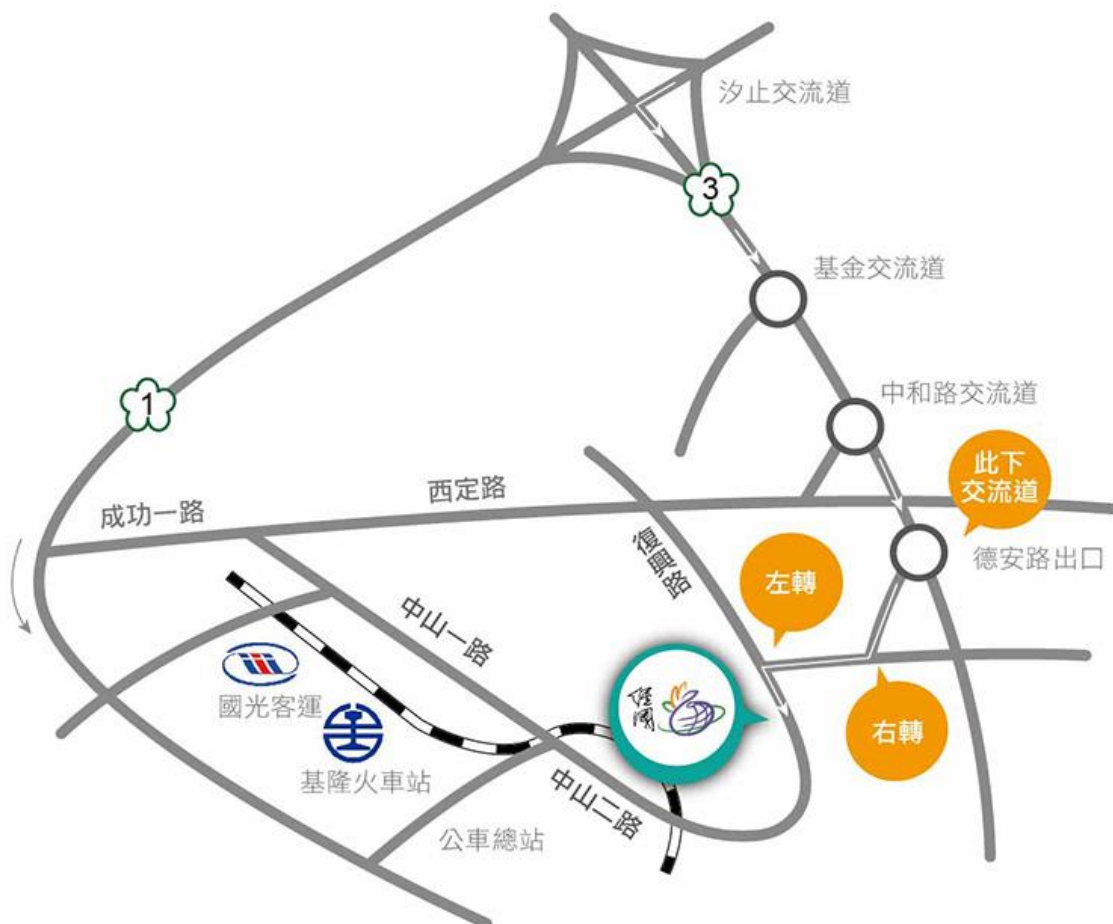 汐止交流道
3
基金交流道
1
中和路交流道
此下
交流道
西定路
成功一路
復興路
德安路出口
左轉
中山一路
經國
國光客運
右轉
基隆火車站
中山二路
公車總站